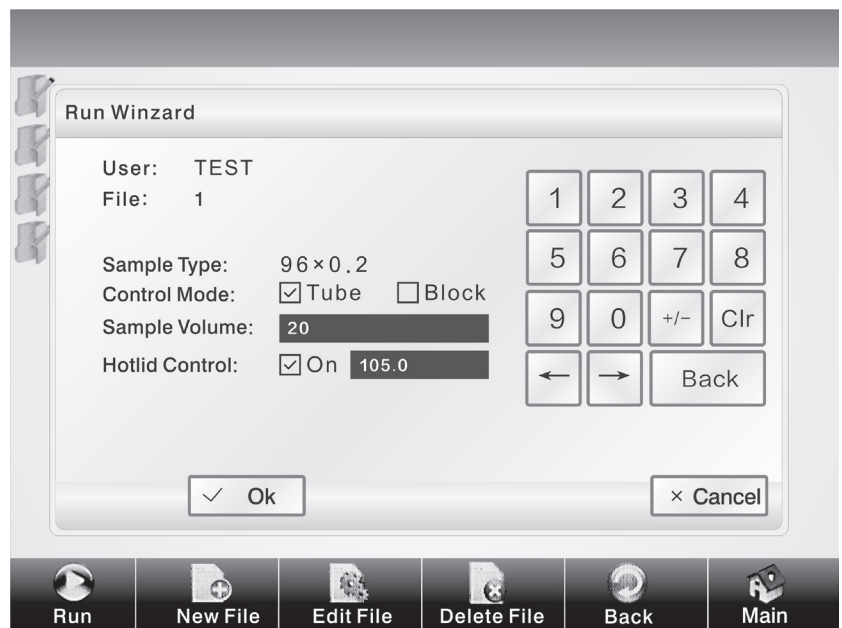 Run Winzard
User: TEST
File: 1
Sample Type: 96×0.2
Control Mode: Tube Block
Sample Volume: 20
Hotlid Control: On 105.0
1 2 3 4
5 6 7 8
9 0 +/− Clr
← → Back
✓ Ok
× Cancel
Run New File Edit File Delete File Back Main